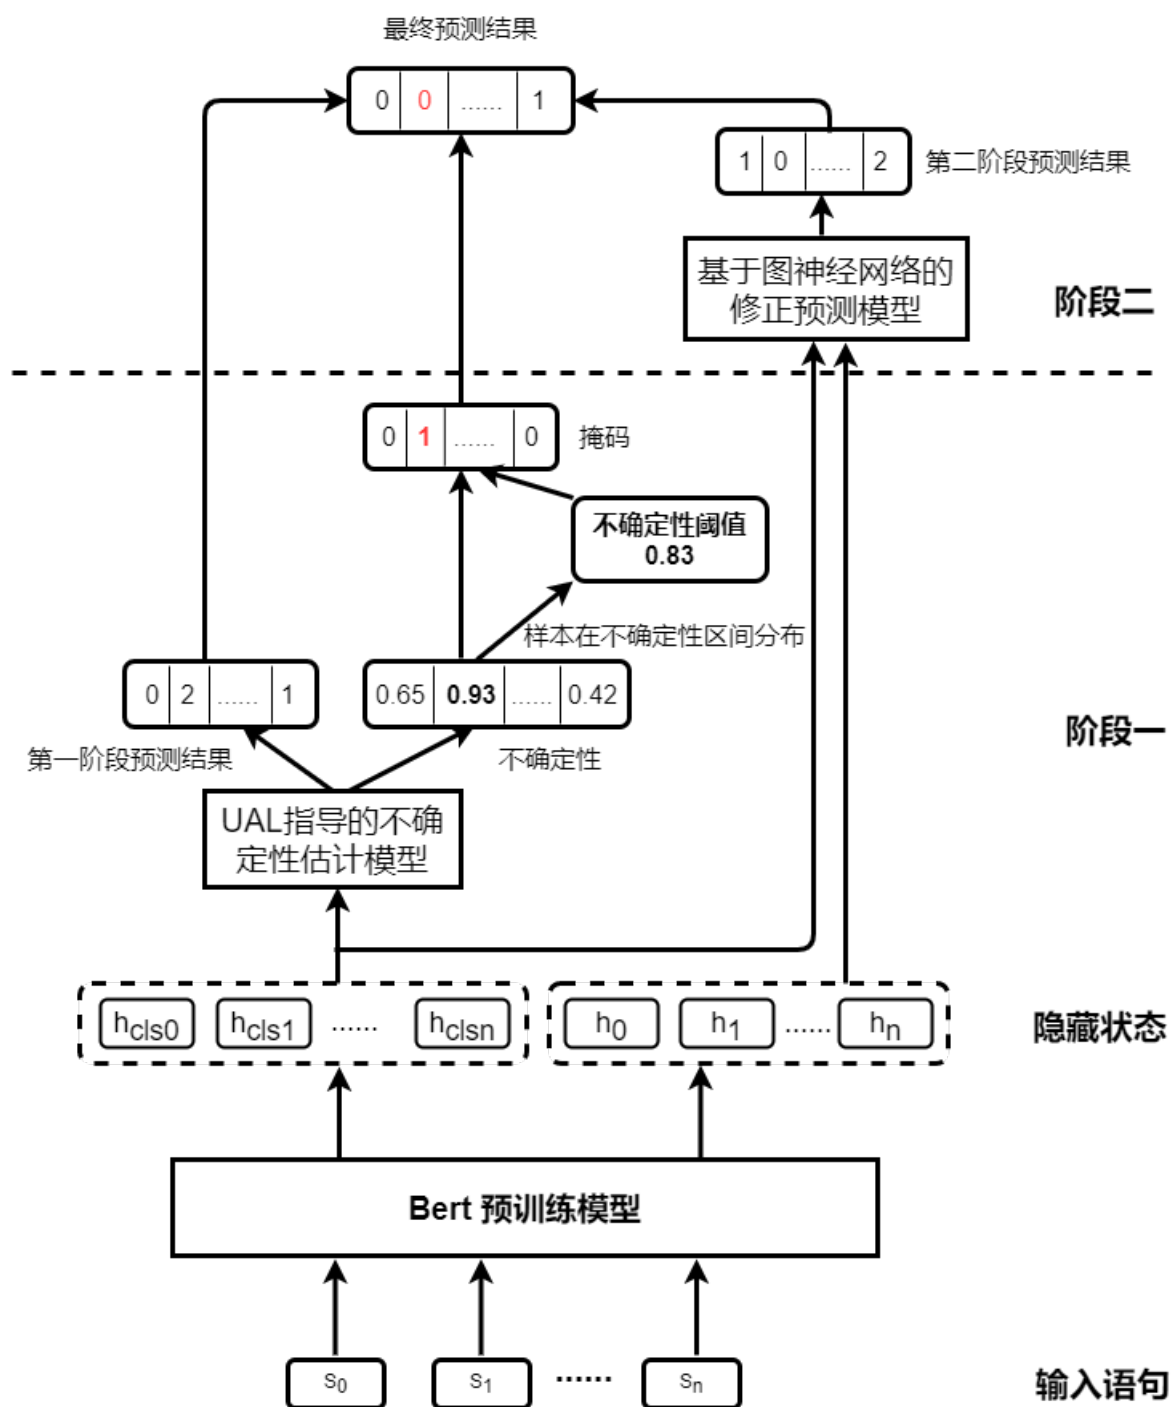 最终预测结果
0 0 ...... 1
1 0 ...... 2
第二阶段预测结果
基于图神经网络的
修正预测模型
阶段二
0 1 ...... 0
掩码
不确定性阈值
0.83
样本在不确定性区间分布
0 2 ...... 1
0.65 0.93 ...... 0.42
第一阶段预测结果
不确定性
阶段一
UAL指导的不确
定性估计模型
hcls0 hcls1 ...... hclsn
h0 h1 ...... hn
隐藏状态
Bert 预训练模型
s0 s1 ...... sn
输入语句